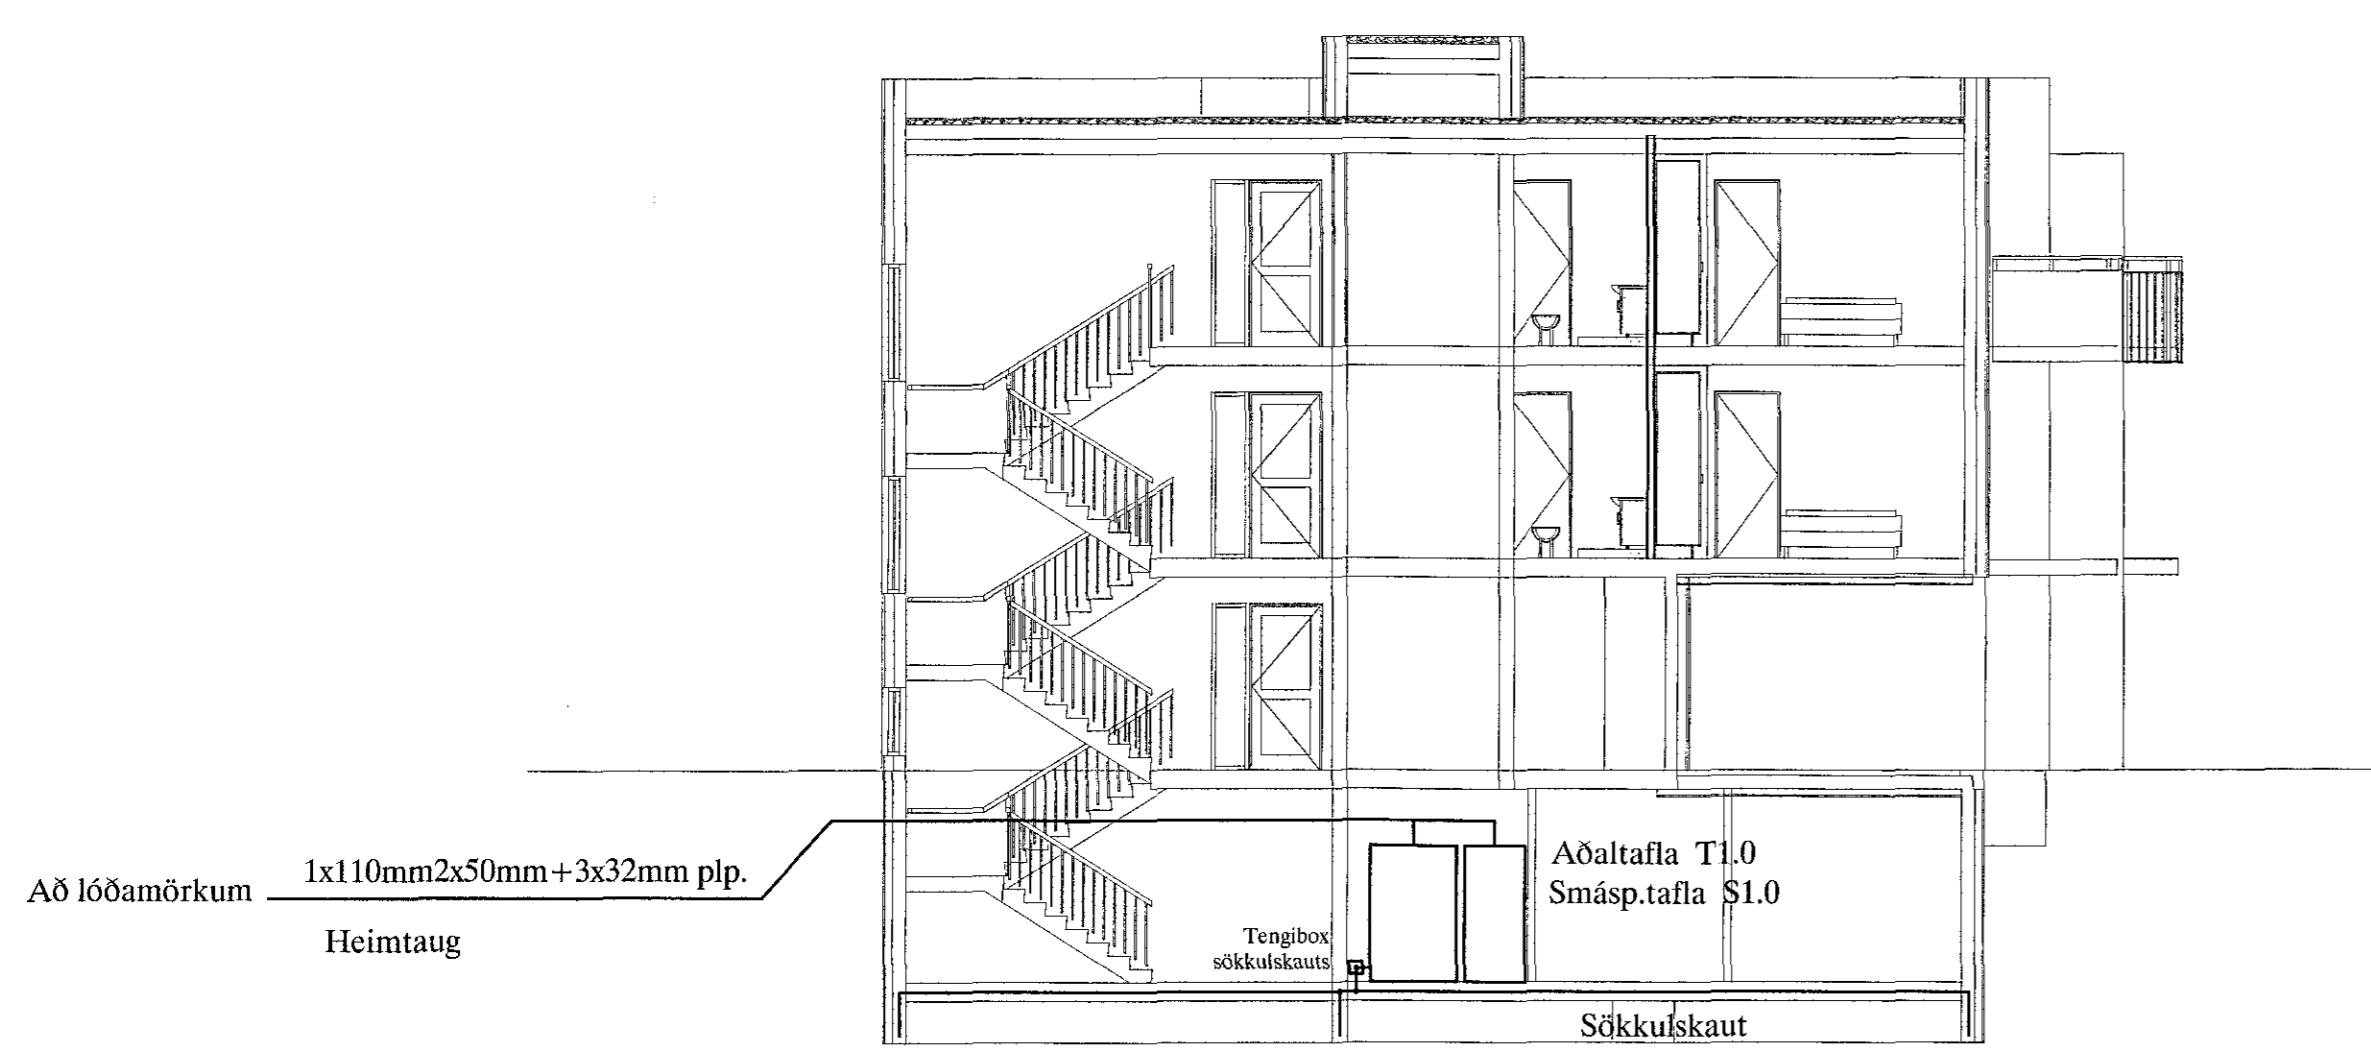 Að lóðamörkum
1x110mm2x50mm+3x32mm plp.
Heimtaug
Aðaltafla T1.0
Smásp.tafla S1.0
Tengibox
sökkulskauts
Sökkulskaut